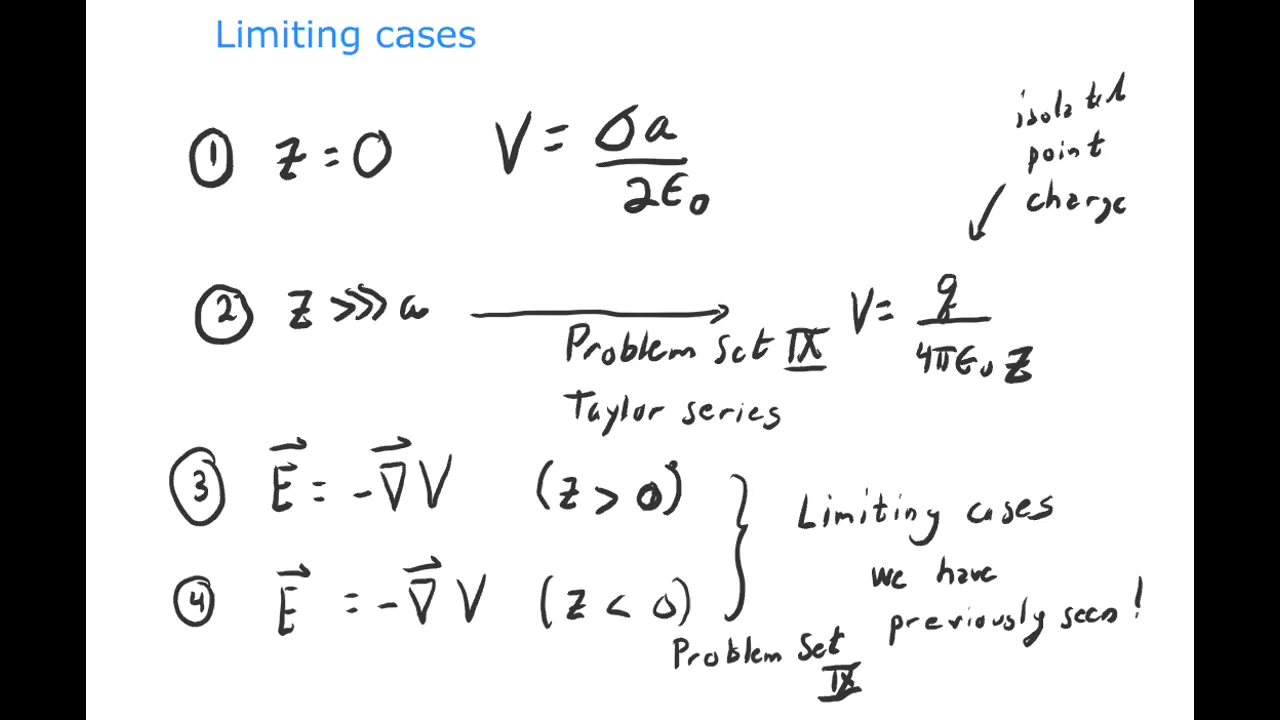 Limiting cases
① z = 0 V = σa / 2ϵ₀
isolated
point
charge
② z >>> a ⟶ V = q / 4πϵ₀ z
Problem Set IX
Taylor series
③ E⃗ = -∇⃗V (z > 0)
④ E⃗ = -∇⃗V (z < 0)
Limiting cases
we have
previously seen!
Problem Set
IX